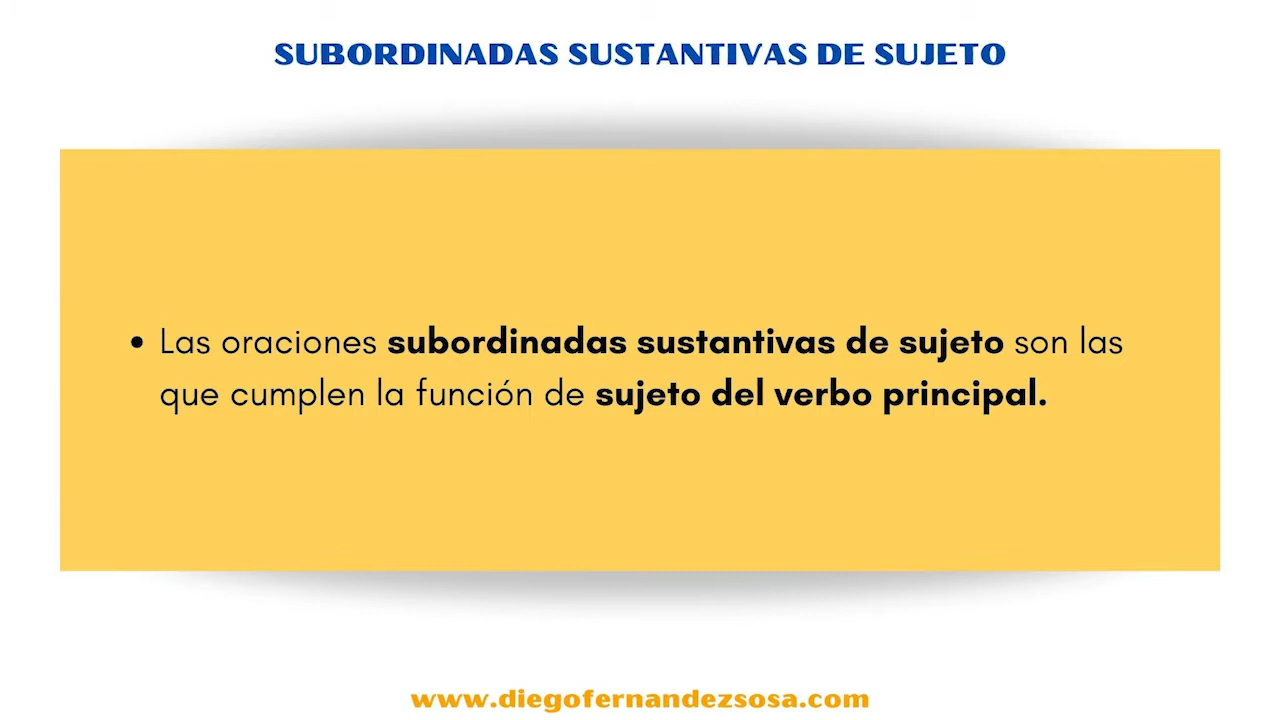 SUBORDINADAS SUSTANTIVAS DE SUJETO
• Las oraciones subordinadas sustantivas de sujeto son las
que cumplen la función de sujeto del verbo principal.
www.diegofernandezsosa.com